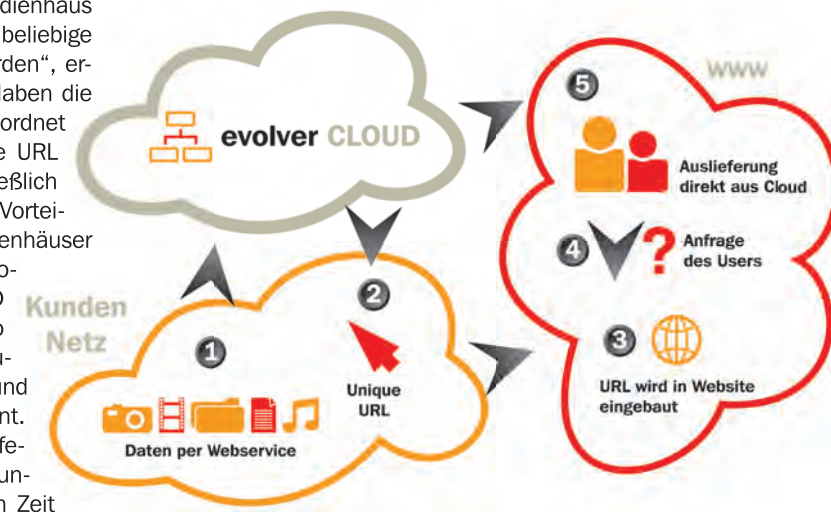 dienhaus
beliebige
rden“, er-
laben die
ordnet
e URL
eßlich
Vortei-
enhäuser
o-
u-
und
nt.
fe-
un-
n Zeit
evolver CLOUD
www
5
Auslieferung
direkt aus Cloud
4
?
Anfrage
des Users
3
URL wird in Website
eingebaut
Kunden
Netz
1
Daten per Webservice
2
Unique
URL